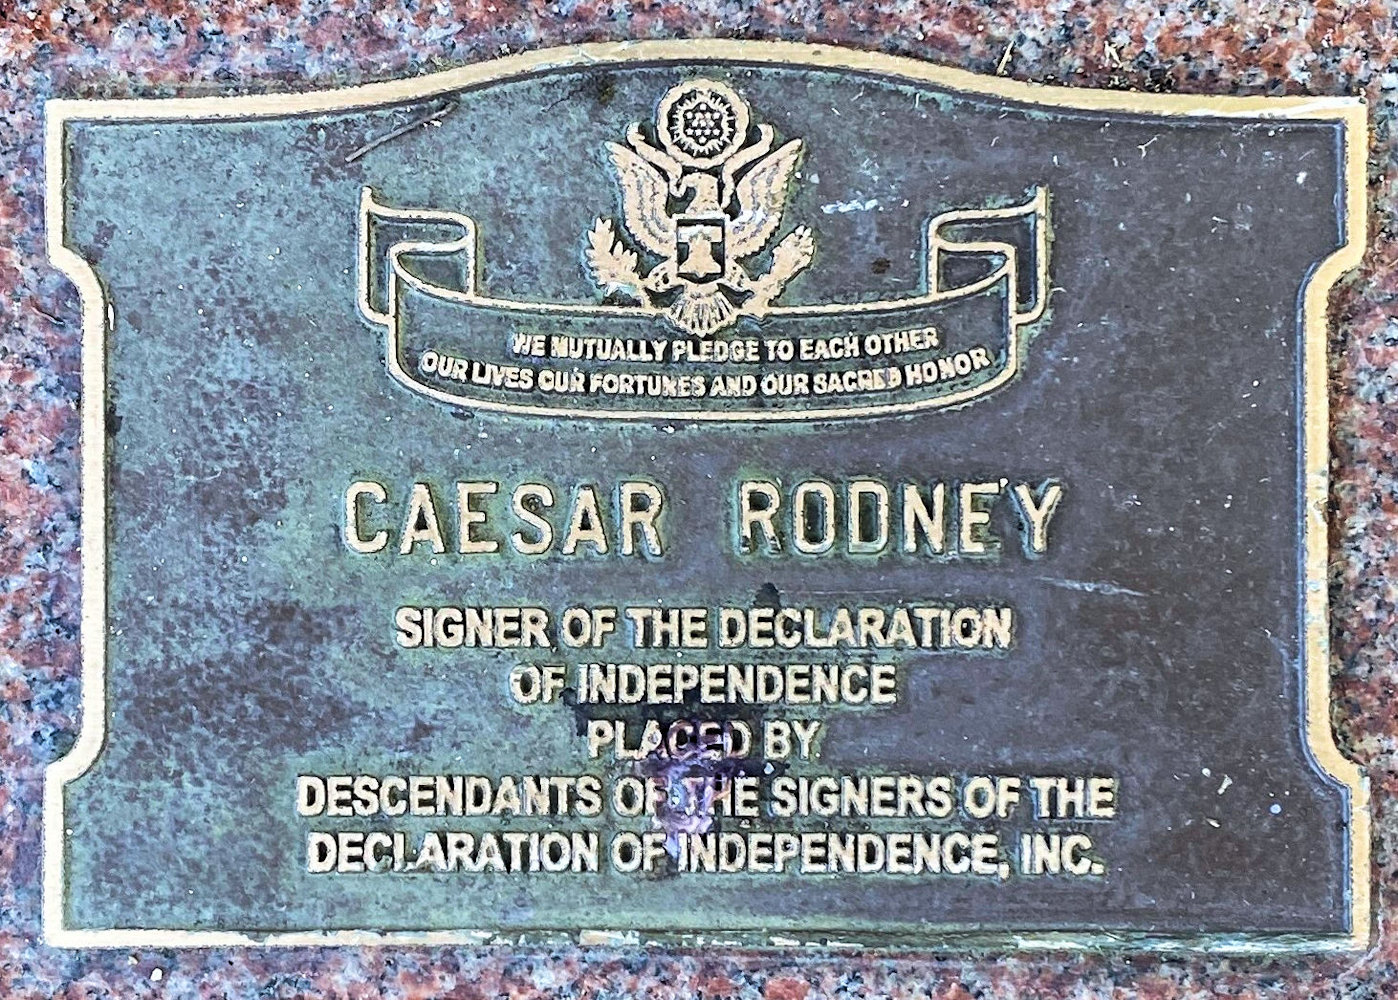 WE MUTUALLY PLEDGE TO EACH OTHER
OUR LIVES OUR FORTUNES AND OUR SACRED HONOR
CAESAR RODNEY
SIGNER OF THE DECLARATION
OF INDEPENDENCE
PLACED BY
DESCENDANTS OF THE SIGNERS OF THE
DECLARATION OF INDEPENDENCE, INC.